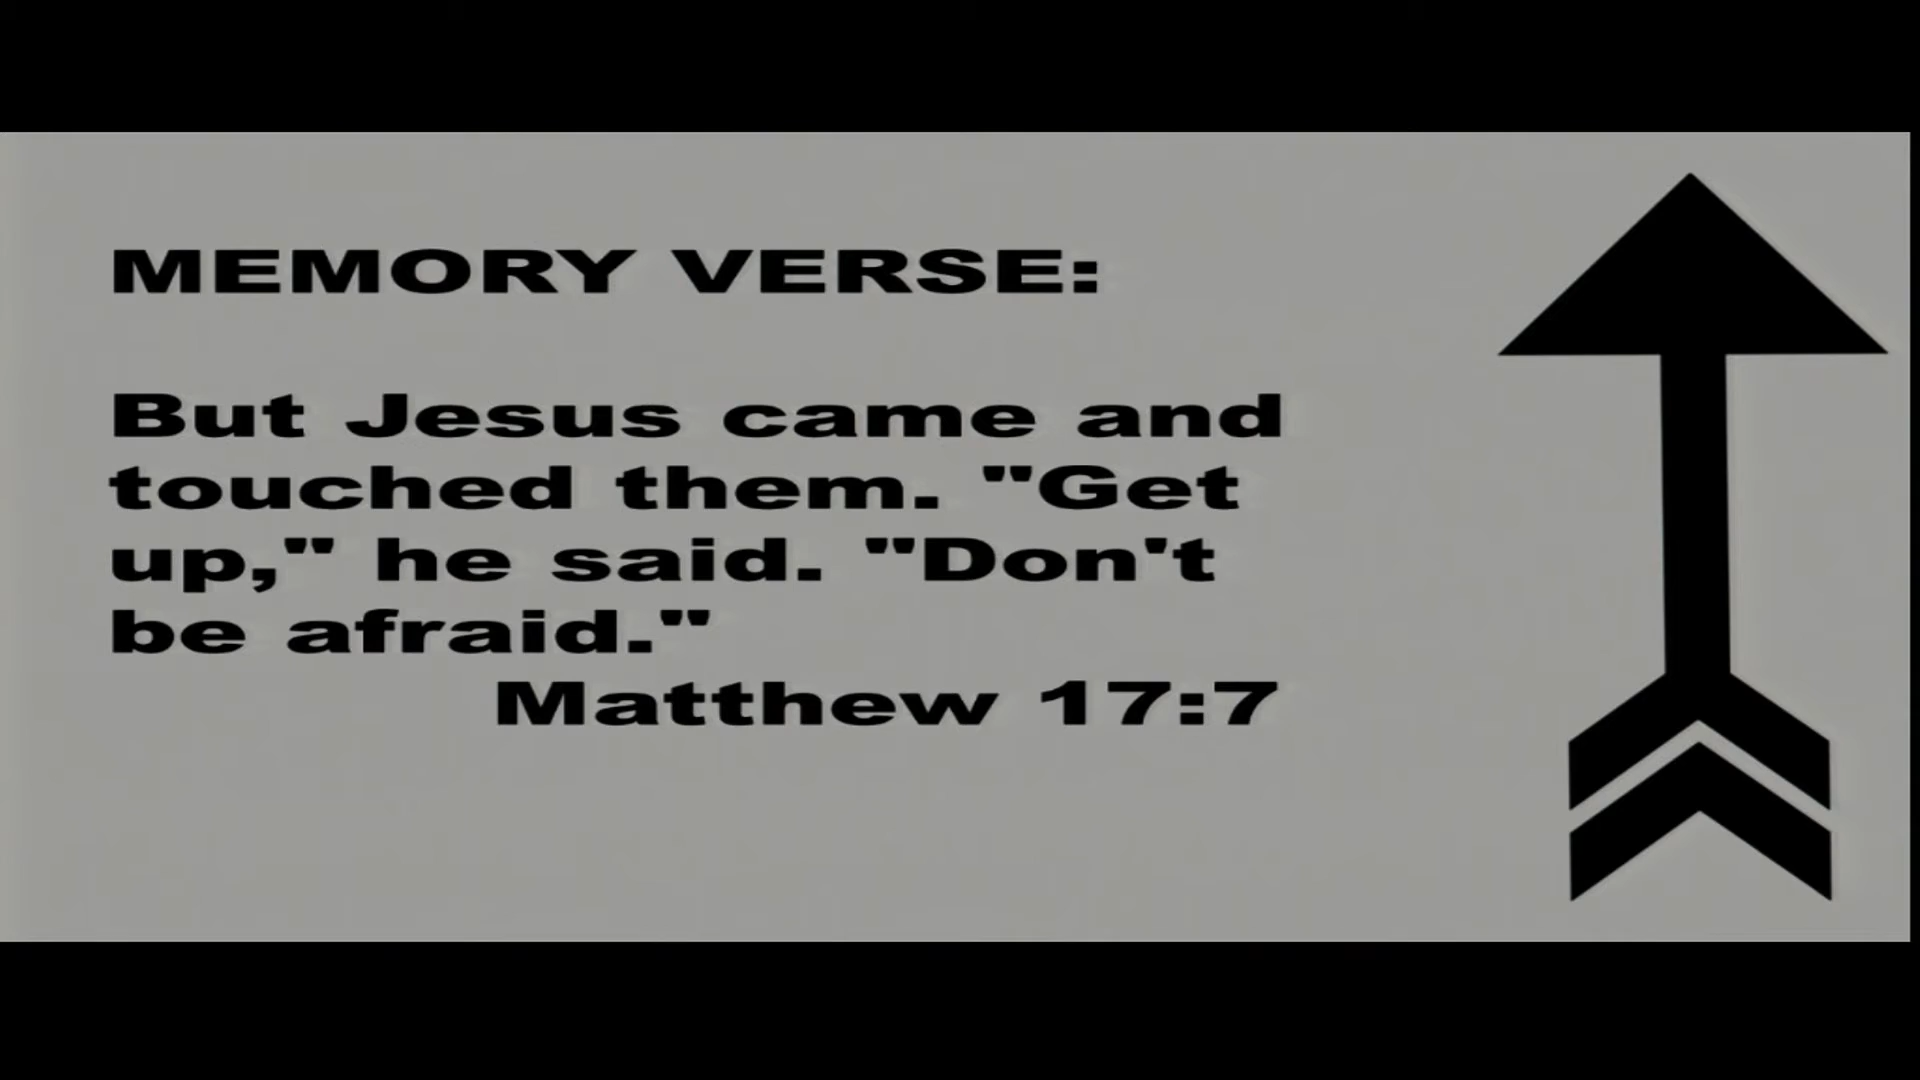 MEMORY VERSE:
But Jesus came and
touched them. "Get
up," he said. "Don't
be afraid."
Matthew 17:7